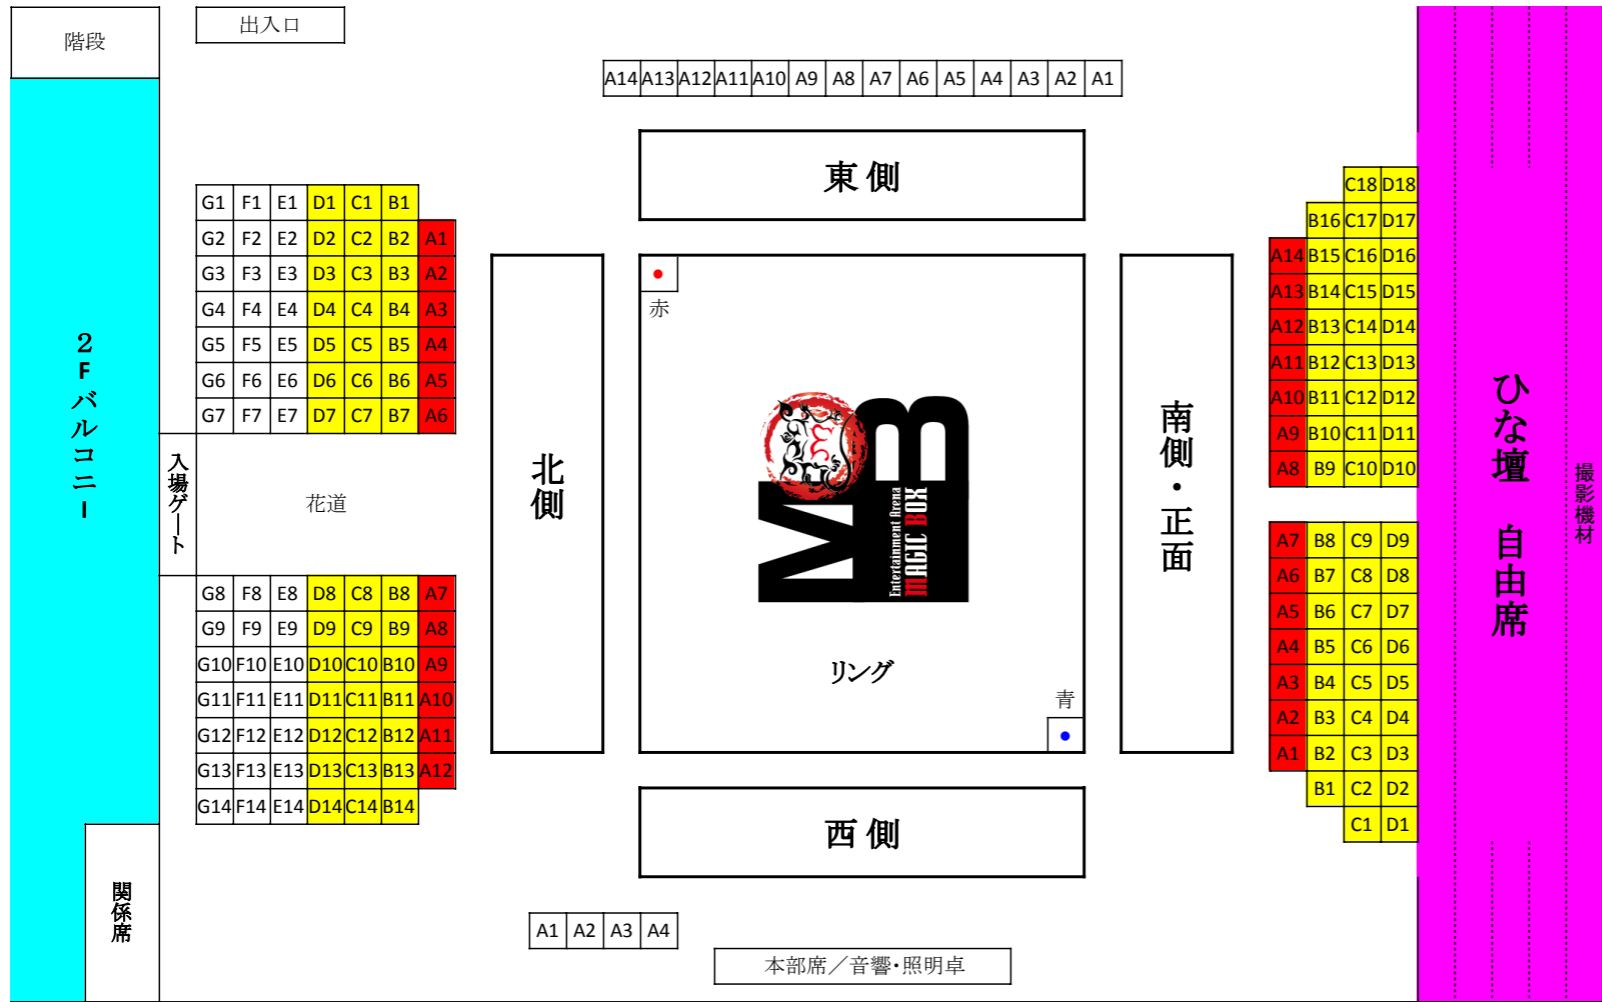 階段
出入口
A14 A13 A12 A11 A10 A9 A8 A7 A6 A5 A4 A3 A2 A1
東側
C18 D18
G1 F1 E1 D1 C1 B1
B16 C17 D17
G2 F2 E2 D2 C2 B2 A1
A14 B15 C16 D16
G3 F3 E3 D3 C3 B3 A2
A13 B14 C15 D15
G4 F4 E4 D4 C4 B4 A3
A12 B13 C14 D14
G5 F5 E5 D5 C5 B5 A4
A11 B12 C13 D13
G6 F6 E6 D6 C6 B6 A5
A10 B11 C12 D12
G7 F7 E7 D7 C7 B7 A6
A9 B10 C11 D11
A8 B9 C10 D10
赤
2Fバルコニー
入場ゲート
花道
北側
MB
Entertainment Arena
MAGIC BOX
リング
青
南側・正面
ひな壇 自由席
撮影機材
A7 B8 C9 D9
A6 B7 C8 D8
A5 B6 C7 D7
A4 B5 C6 D6
A3 B4 C5 D5
A2 B3 C4 D4
A1 B2 C3 D3
B1 C2 D2
C1 D1
G8 F8 E8 D8 C8 B8 A7
G9 F9 E9 D9 C9 B9 A8
G10 F10 E10 D10 C10 B10 A9
G11 F11 E11 D11 C11 B11 A10
G12 F12 E12 D12 C12 B12 A11
G13 F13 E13 D13 C13 B13 A12
G14 F14 E14 D14 C14 B14
西側
関係席
A1 A2 A3 A4
本部席／音響・照明卓